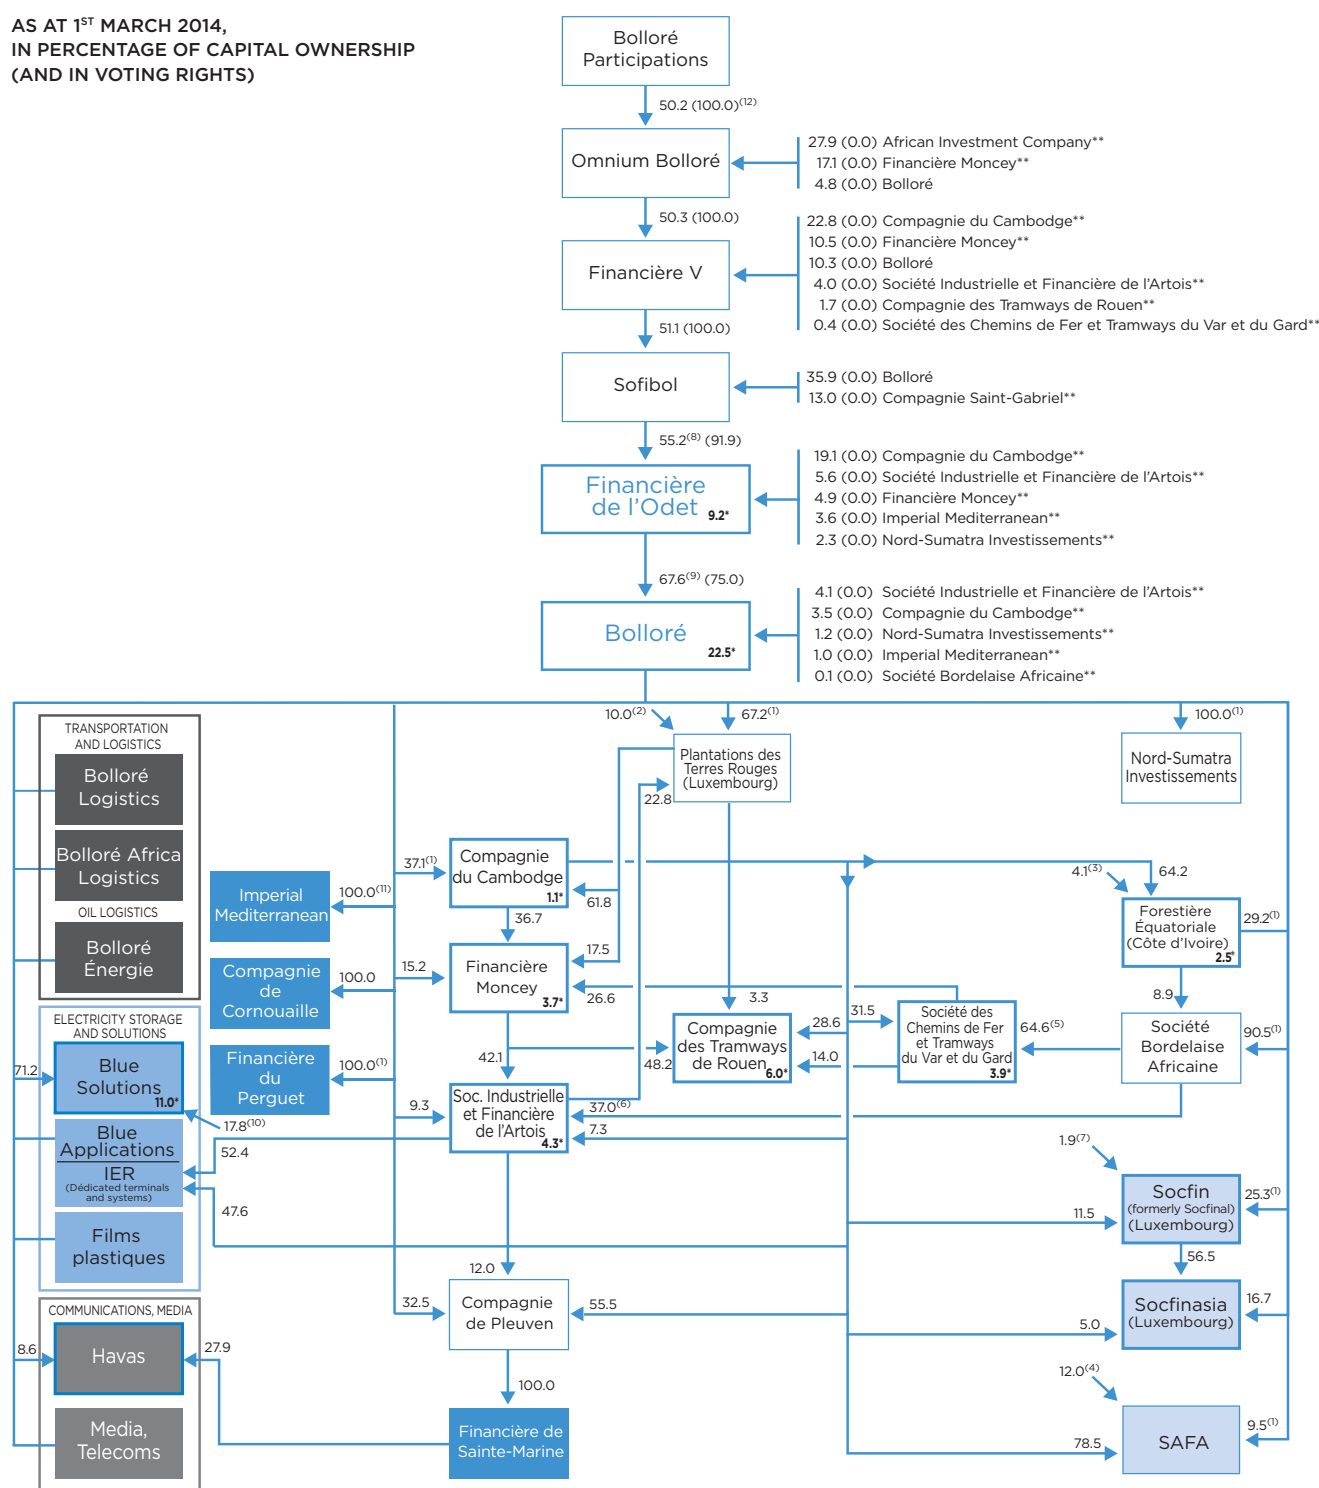 AS AT 1ST MARCH 2014,
IN PERCENTAGE OF CAPITAL OWNERSHIP
(AND IN VOTING RIGHTS)
Bolloré
Participations
50.2 (100.0)(12)
Omnium Bolloré
27.9 (0.0) African Investment Company**
17.1 (0.0) Financière Moncey**
4.8 (0.0) Bolloré
50.3 (100.0)
Financière V
22.8 (0.0) Compagnie du Cambodge**
10.5 (0.0) Financière Moncey**
10.3 (0.0) Bolloré
4.0 (0.0) Société Industrielle et Financière de l'Artois**
1.7 (0.0) Compagnie des Tramways de Rouen**
0.4 (0.0) Société des Chemins de Fer et Tramways du Var et du Gard**
51.1 (100.0)
Sofibol
35.9 (0.0) Bolloré
13.0 (0.0) Compagnie Saint-Gabriel**
55.2(8) (91.9)
Financière
de l'Odet 9.2*
19.1 (0.0) Compagnie du Cambodge**
5.6 (0.0) Société Industrielle et Financière de l'Artois**
4.9 (0.0) Financière Moncey**
3.6 (0.0) Imperial Mediterranean**
2.3 (0.0) Nord-Sumatra Investissements**
67.6(9) (75.0)
Bolloré
22.5*
4.1 (0.0) Société Industrielle et Financière de l'Artois**
3.5 (0.0) Compagnie du Cambodge**
1.2 (0.0) Nord-Sumatra Investissements**
1.0 (0.0) Imperial Mediterranean**
0.1 (0.0) Société Bordelaise Africaine**
TRANSPORTATION
AND LOGISTICS
Bolloré
Logistics
Bolloré Africa
Logistics
OIL LOGISTICS
Bolloré
Énergie
ELECTRICITY STORAGE
AND SOLUTIONS
71.2
Blue
Solutions
11.0*
17.8(10)
Blue
Applications
IER
(Dédicated terminals
and systems)
52.4
47.6
Films
plastiques
COMMUNICATIONS, MEDIA
8.6
Havas
27.9
Media,
Telecoms
Imperial
Mediterranean
100.0(11)
Compagnie
de
Cornouaille
100.0
Financière
du
Perguet
100.0(1)
10.0(2)
67.2(1)
Plantations des
Terres Rouges
(Luxembourg)
22.8
100.0(1)
Nord-Sumatra
Investissements
37.1(1)
Compagnie
du Cambodge
1.1*
61.8
36.7
15.2
Financière
Moncey
3.7*
17.5
26.6
42.1
48.2
9.3
Soc. Industrielle
et Financière
de l'Artois
4.3*
37.0(6)
7.3
3.3
Compagnie
des Tramways
de Rouen
6.0*
28.6
14.0
31.5
Société des
Chemins de Fer
et Tramways
du Var et du Gard
3.9*
64.6(5)
4.1(3)
64.2
Forestière
Équatoriale
(Côte d'Ivoire)
2.5*
29.2(1)
8.9
Société
Bordelaise
Africaine
90.5(1)
1.9(7)
11.5
Socfin
(formerly Socfinal)
(Luxembourg)
25.3(1)
56.5
5.0
Socfinasia
(Luxembourg)
16.7
12.0(4)
78.5
SAFA
9.5(1)
12.0
32.5
Compagnie
de Pleuven
55.5
100.0
Financière de
Sainte-Marine